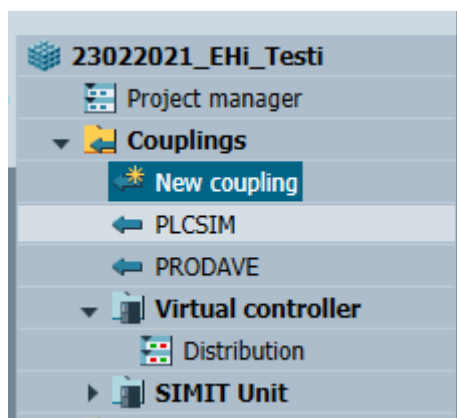 23022021_EHi_Testi
Project manager
Couplings
New coupling
PLCSIM
PRODAVE
Virtual controller
Distribution
SIMIT Unit